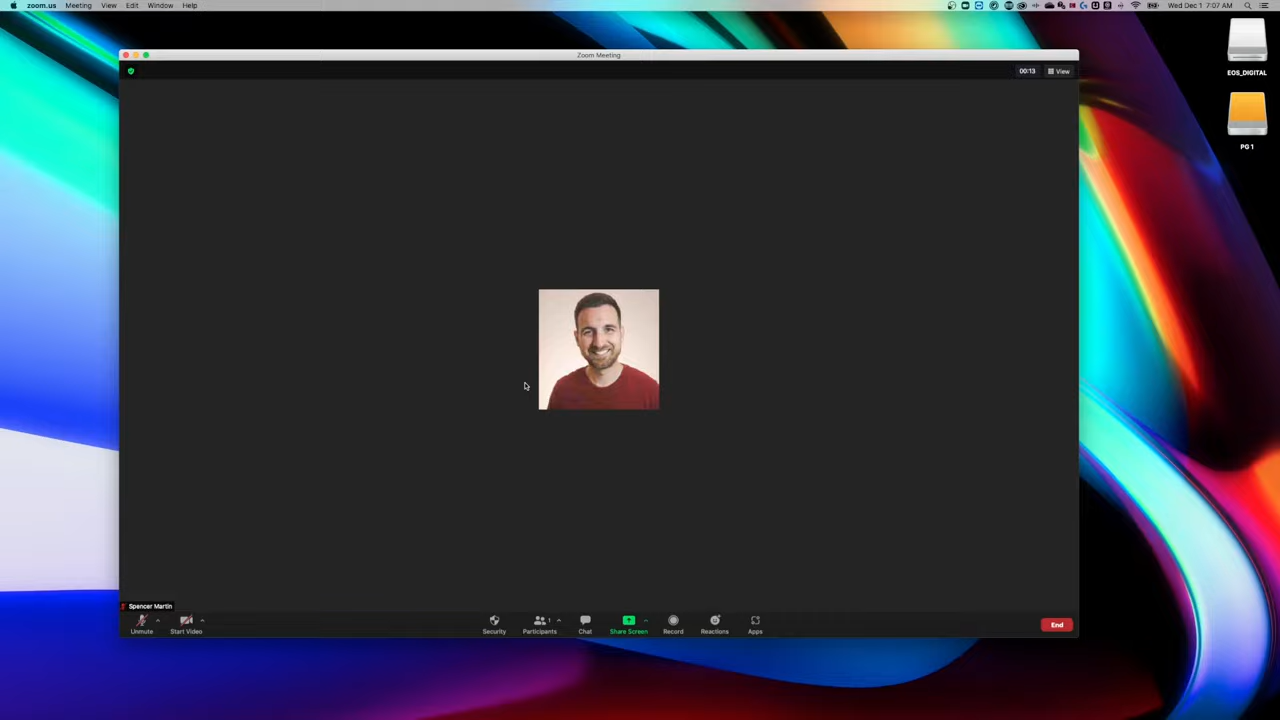 zoom.us Meeting View Edit Window Help
Wed Dec 1 7:07 AM
Zoom Meeting
00:13 View
EOS_DIGITAL
PG 1
Spencer Martin
Unmute Start Video Security Participants 1 Chat Share Screen Record Reactions Apps End